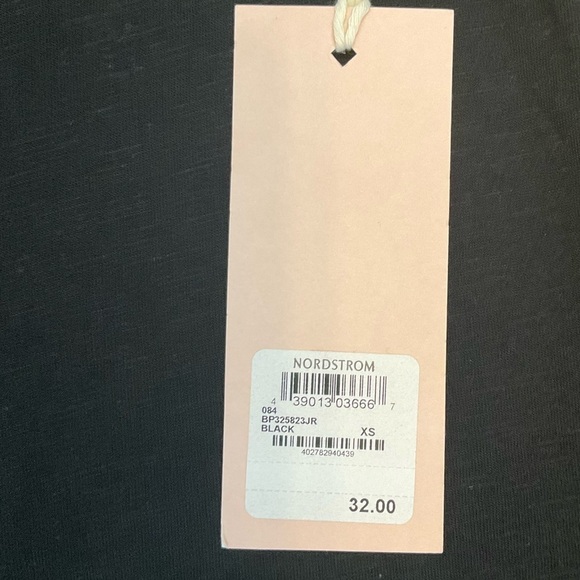 NORDSTROM
4 39013 03666 7
084
BP325823JR
BLACK XS
402782940439
32.00